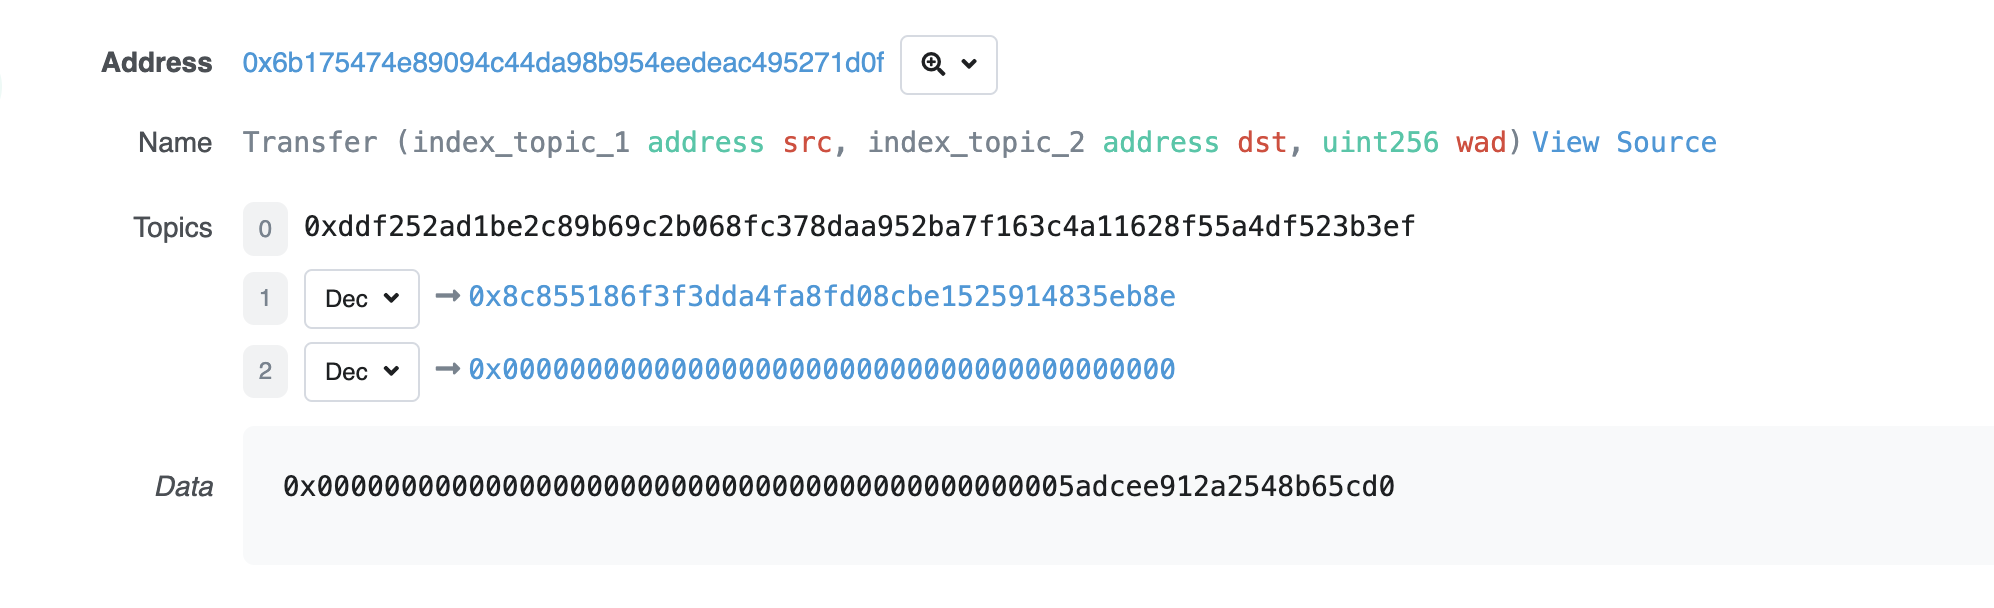 Address 0x6b175474e89094c44da98b954eedeac495271d0f
Name Transfer (index_topic_1 address src, index_topic_2 address dst, uint256 wad) View Source
Topics 0 0xddf252ad1be2c89b69c2b068fc378daa952ba7f163c4a11628f55a4df523b3ef
1 Dec → 0x8c855186f3f3dda4fa8fd08cbe1525914835eb8e
2 Dec → 0x0000000000000000000000000000000000000000
Data 0x000000000000000000000000000000000000000000005adcee912a2548b65cd0